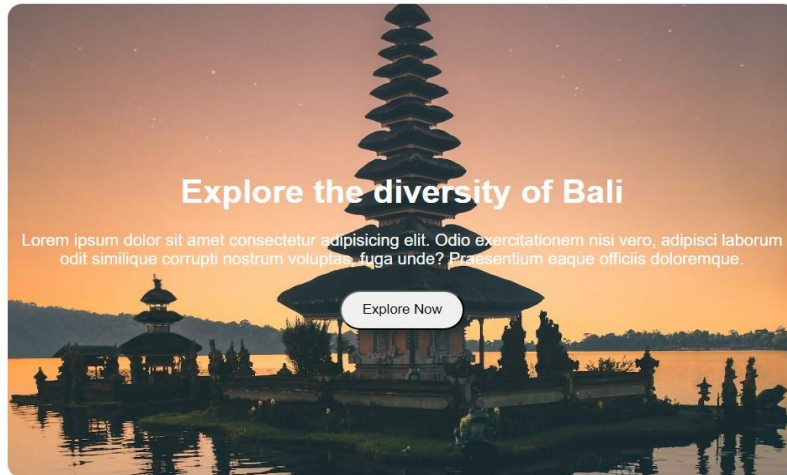 Explore the diversity of Bali
Lorem ipsum dolor sit amet consectetur adipisicing elit. Odio exercitationem nisi vero, adipisci laborum
odit similique corrupti nostrum voluptas, fuga unde? Praesentium eaque officiis doloremque.
Explore Now